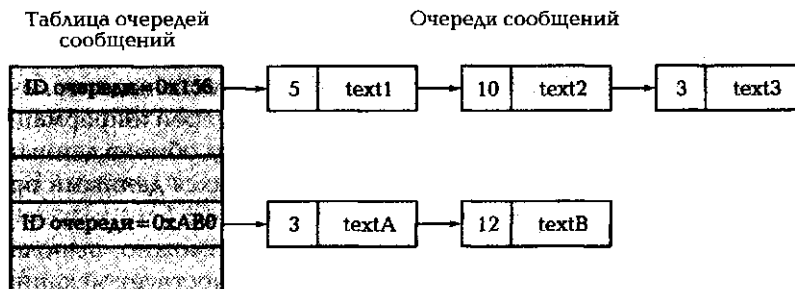 Таблица очередей
сообщений
Очереди сообщений
ID очереди = 0x156
5 text1
10 text2
3 text3
ID очереди = 0xAB0
3 textA
12 textB